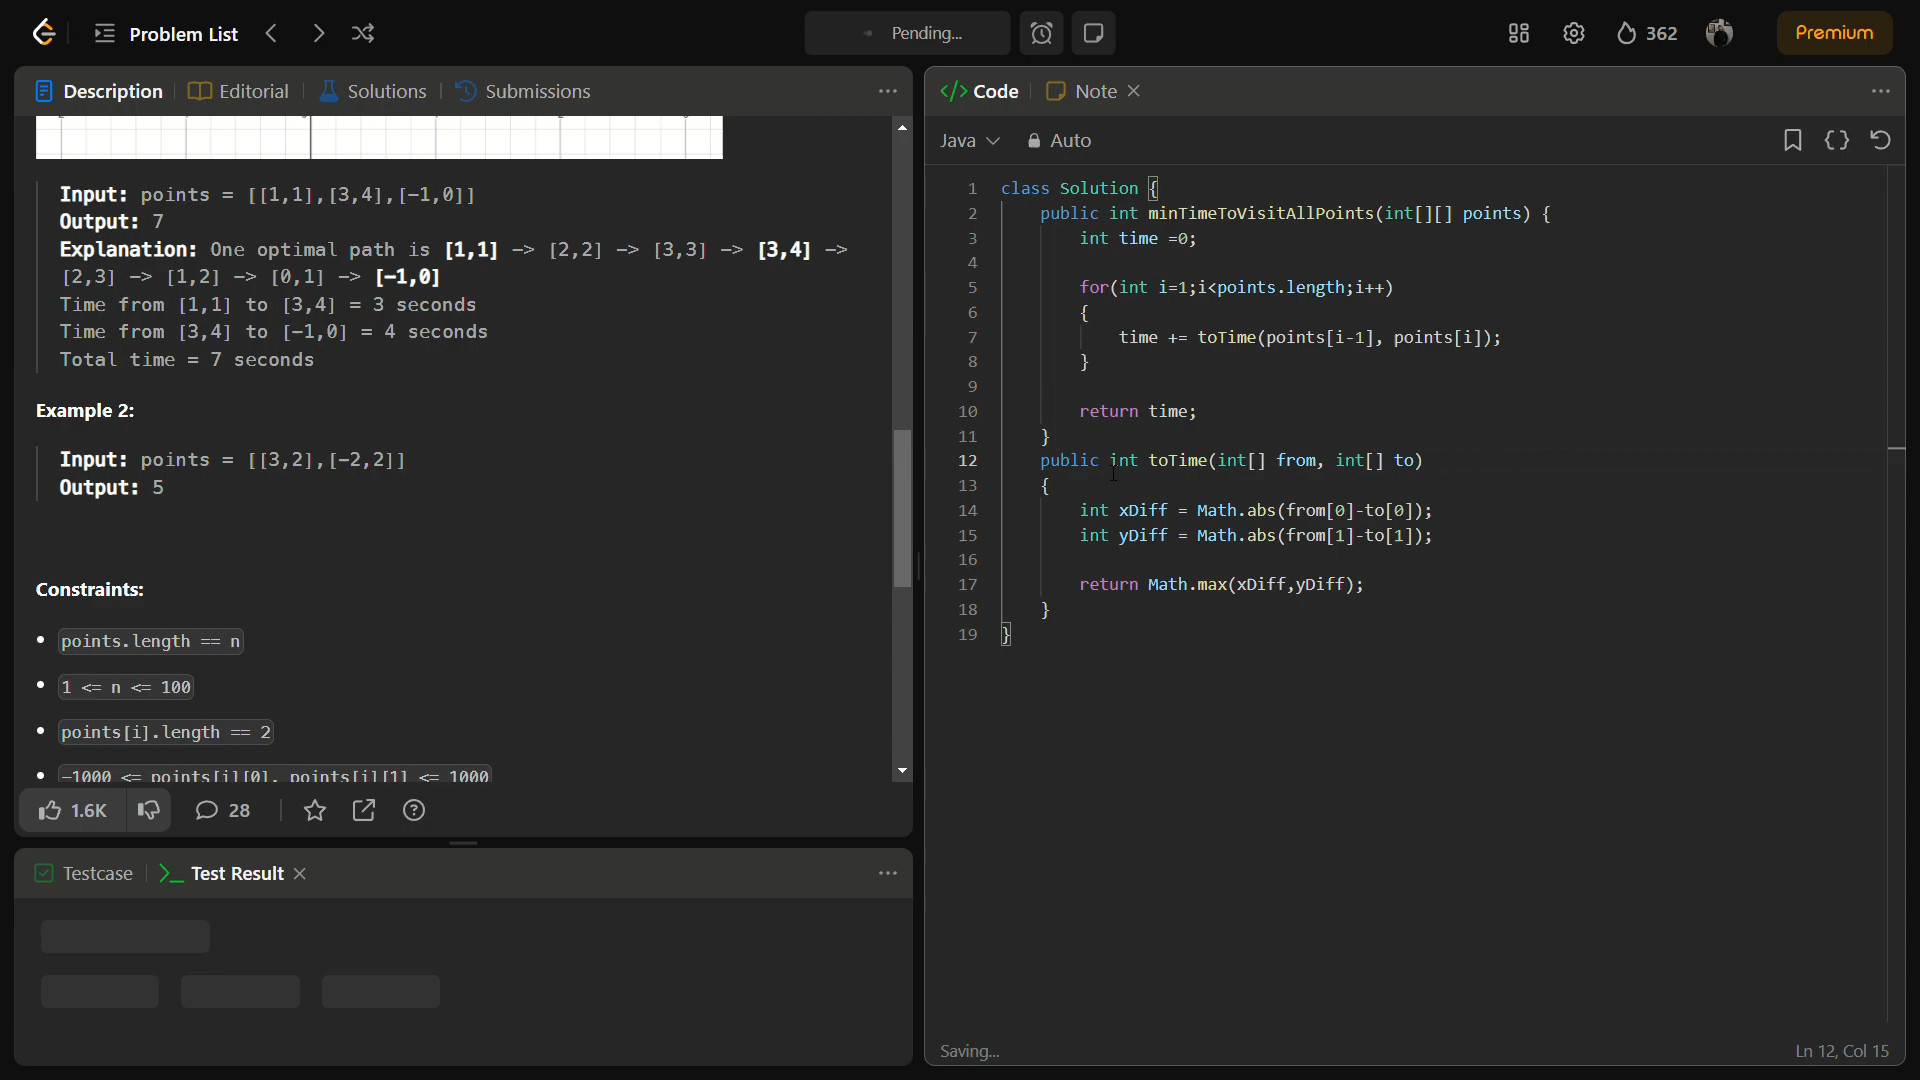 Problem List
Pending...
362
Premium
Description
Editorial
Solutions
Submissions
Input: points = [[1,1],[3,4],[-1,0]]
Output: 7
Explanation: One optimal path is [1,1] -> [2,2] -> [3,3] -> [3,4] ->
[2,3] -> [1,2] -> [0,1] -> [-1,0]
Time from [1,1] to [3,4] = 3 seconds
Time from [3,4] to [-1,0] = 4 seconds
Total time = 7 seconds
Example 2:
Input: points = [[3,2],[-2,2]]
Output: 5
Constraints:
points.length == n
1 <= n <= 100
points[i].length == 2
-1000 <= points[i][0], points[i][1] <= 1000
1.6K
28
Testcase
Test Result
</> Code
Note
Java
Auto
1 class Solution {
2 public int minTimeToVisitAllPoints(int[][] points) {
3 int time =0;
4
5 for(int i=1;i<points.length;i++)
6 {
7 time += toTime(points[i-1], points[i]);
8 }
9
10 return time;
11 }
12 public int toTime(int[] from, int[] to)
13 {
14 int xDiff = Math.abs(from[0]-to[0]);
15 int yDiff = Math.abs(from[1]-to[1]);
16
17 return Math.max(xDiff,yDiff);
18 }
19 }
Saving...
Ln 12, Col 15